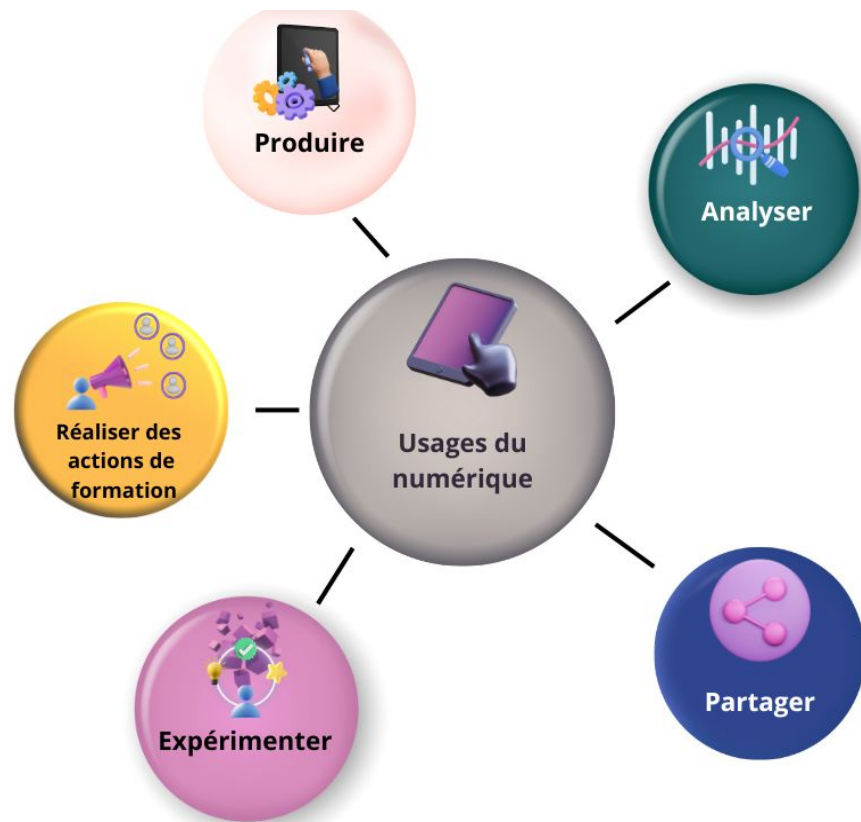 Produire
Analyser
Usages du
numérique
Réaliser des
actions de
formation
Partager
Expérimenter